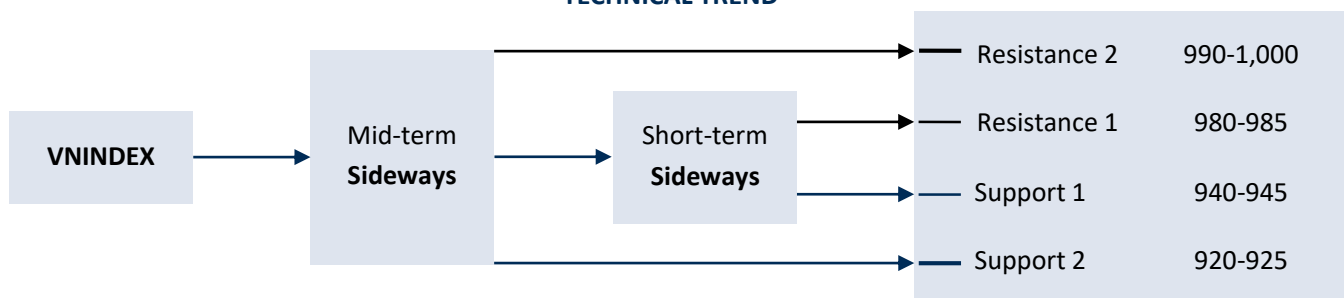 TECHNICAL TREND
VNINDEX
Mid-term
Sideways
Short-term
Sideways
Resistance 2 990-1,000
Resistance 1 980-985
Support 1 940-945
Support 2 920-925